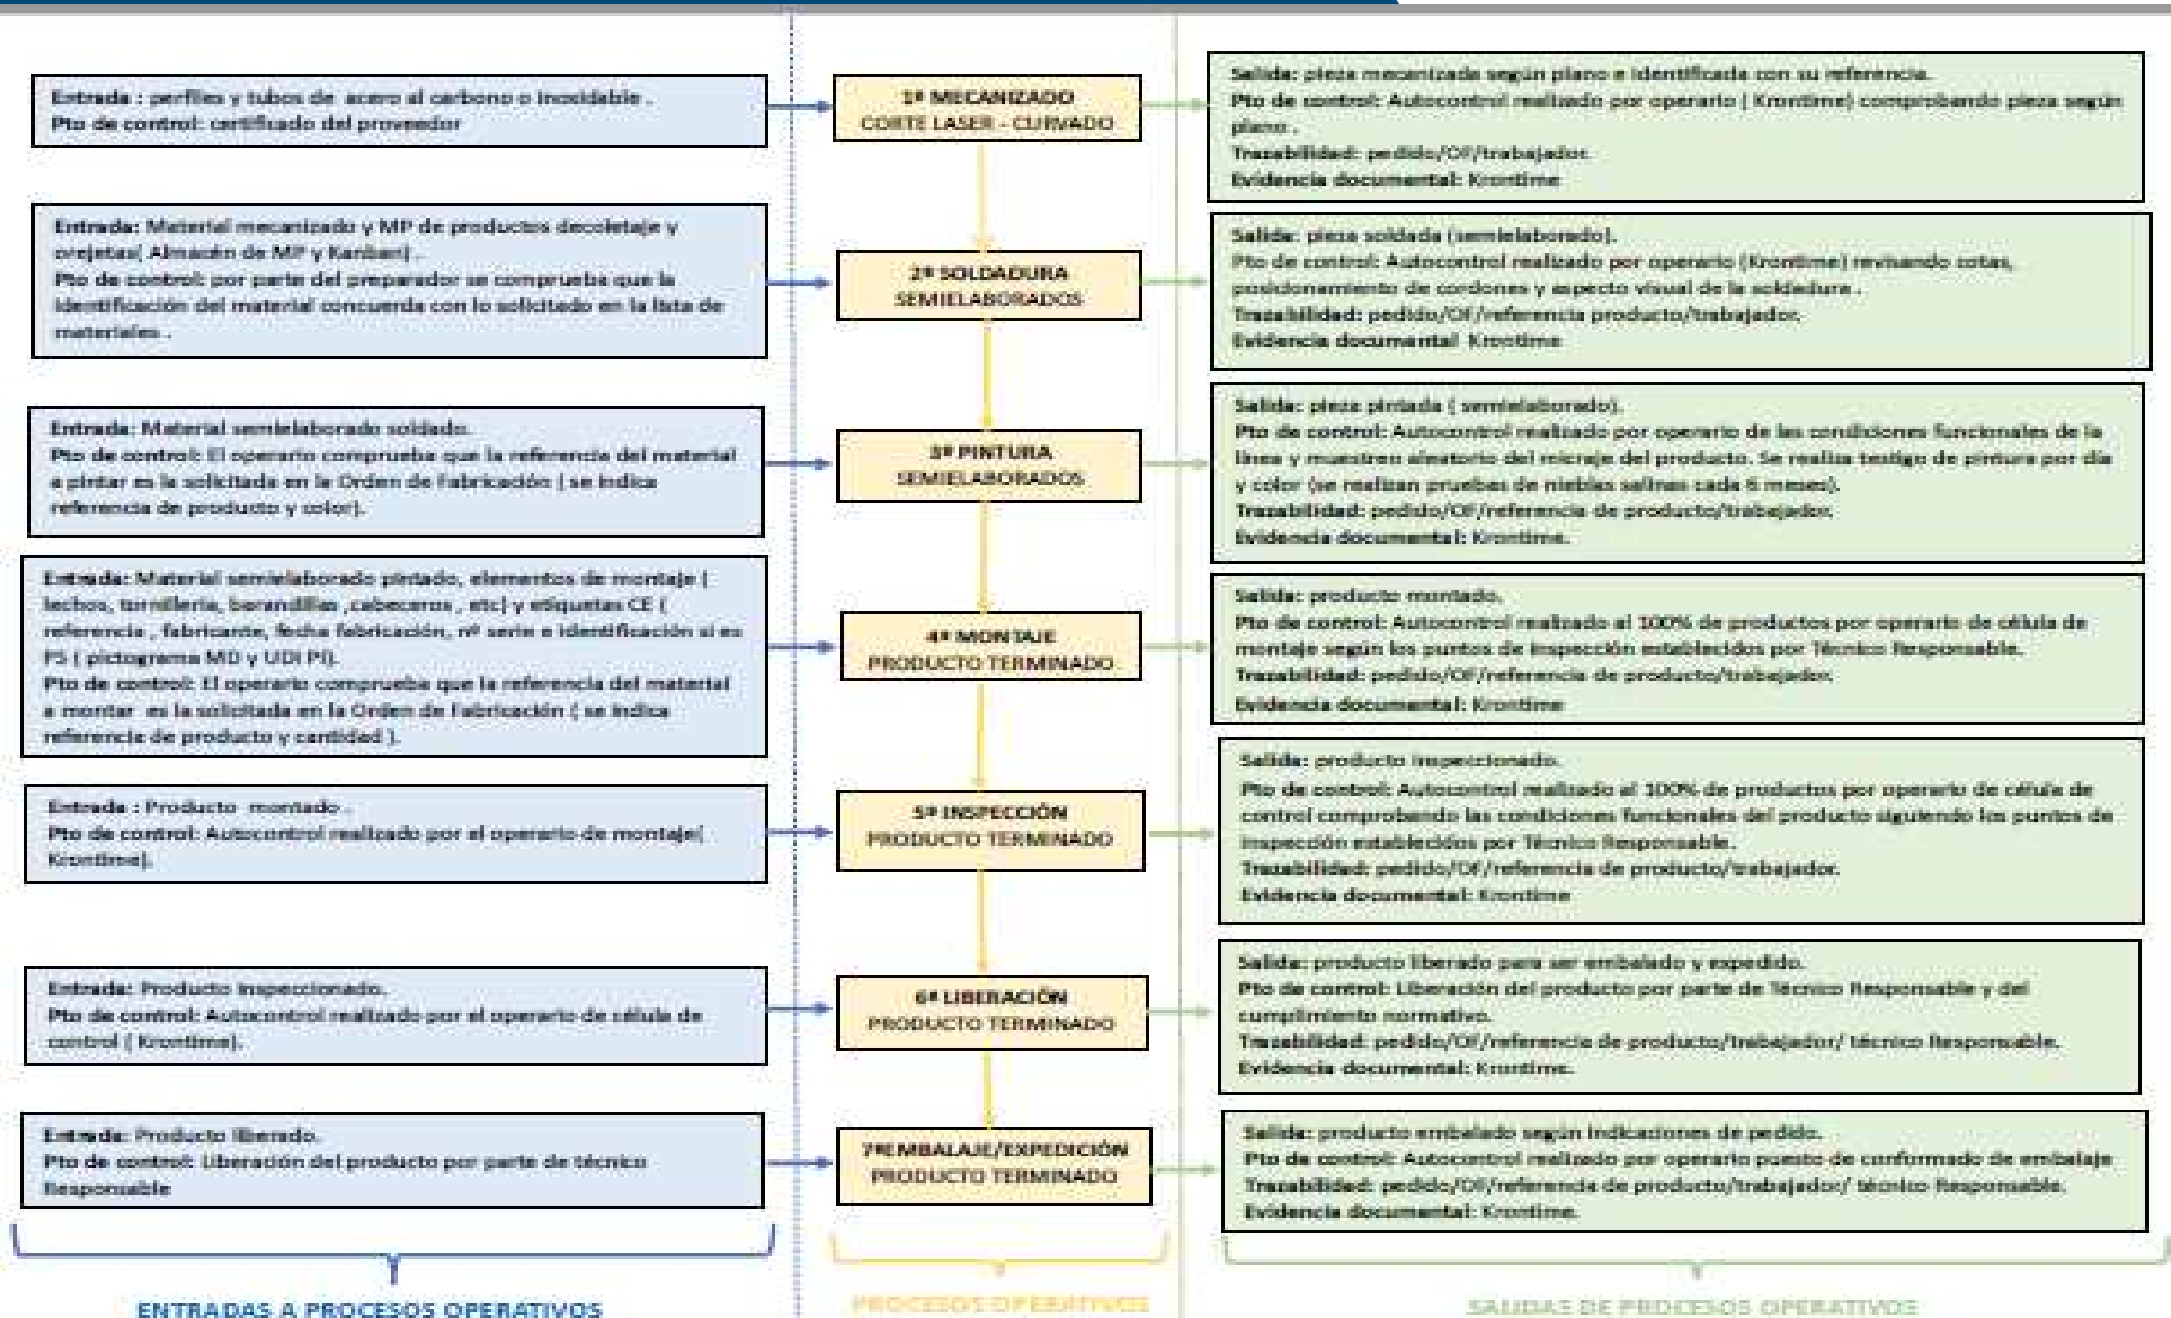 Entrada : perfiles y tubos de acero al carbono o inoxidable .
Pto de control: certificado del proveedor
1º MECANIZADO
CORTE LASER - CURVADO
Salida: pieza mecanizada según plano e identificada con su referencia.
Pto de control: Autocontrol realizado por operario ( Krontime) comprobando pieza según
plano .
Trazabilidad: pedido/OF/trabajador.
Evidencia documental: Krontime
Entrada: Material mecanizado y MP de productos decoletaje y
orejetas( Almacén de MP y Kanban) .
Pto de control: por parte del preparador se comprueba que la
identificación del material concuerda con lo solicitado en la lista de
materiales .
2º SOLDADURA
SEMIELABORADOS
Salida: pieza soldada (semielaborado).
Pto de control: Autocontrol realizado por operario (Krontime) revisando cotas,
posicionamiento de cordones y aspecto visual de la soldadura .
Trazabilidad: pedido/OF/referencia producto/trabajador.
Evidencia documental Krontime
Entrada: Material semielaborado soldado.
Pto de control: El operario comprueba que la referencia del material
a pintar es la solicitada en la Orden de Fabricación ( se indica
referencia de producto y color).
3º PINTURA
SEMIELABORADOS
Salida: pieza pintada ( semielaborado).
Pto de control: Autocontrol realizado por operario de las condiciones funcionales de la
línea y muestreo aleatorio del micraje del producto. Se realiza testigo de pintura por día
y color (se realizan pruebas de nieblas salinas cada 6 meses).
Trazabilidad: pedido/OF/referencia de producto/trabajador.
Evidencia documental: Krontime.
Entrada: Material semielaborado pintado, elementos de montaje (
lechos, tornillería, barandillas ,cabeceros , etc) y etiquetas CE (
referencia , fabricante, fecha fabricación, nº serie e identificación si es
PS ( pictograma MD y UDI PI).
Pto de control: El operario comprueba que la referencia del material
a montar es la solicitada en la Orden de Fabricación ( se indica
referencia de producto y cantidad ).
4º MONTAJE
PRODUCTO TERMINADO
Salida: producto montado.
Pto de control: Autocontrol realizado al 100% de productos por operario de célula de
montaje según los puntos de inspección establecidos por Técnico Responsable.
Trazabilidad: pedido/OF/referencia de producto/trabajador.
Evidencia documental: Krontime
Entrada : Producto montado .
Pto de control: Autocontrol realizado por el operario de montaje(
Krontime).
5º INSPECCIÓN
PRODUCTO TERMINADO
Salida: producto inspeccionado.
Pto de control: Autocontrol realizado al 100% de productos por operario de célula de
control comprobando las condiciones funcionales del producto siguiendo los puntos de
inspección establecidos por Técnico Responsable.
Trazabilidad: pedido/OF/referencia de producto/trabajador.
Evidencia documental: Krontime
Entrada: Producto inspeccionado.
Pto de control: Autocontrol realizado por el operario de célula de
control ( Krontime).
6º LIBERACIÓN
PRODUCTO TERMINADO
Salida: producto liberado para ser embalado y expedido.
Pto de control: Liberación del producto por parte de Técnico Responsable y del
cumplimiento normativo.
Trazabilidad: pedido/OF/referencia de producto/trabajador/ técnico Responsable.
Evidencia documental: Krontime.
Entrada: Producto liberado.
Pto de control: Liberación del producto por parte de técnico
Responsable
7ºEMBALAJE/EXPEDICIÓN
PRODUCTO TERMINADO
Salida: producto embalado según indicaciones de pedido.
Pto de control: Autocontrol realizado por operario puesto de conformado de embalaje
Trazabilidad: pedido/OF/referencia de producto/trabajador/ técnico Responsable.
Evidencia documental: Krontime.
ENTRADAS A PROCESOS OPERATIVOS
PROCESOS OPERATIVOS
SALIDAS DE PROCESOS OPERATIVOS